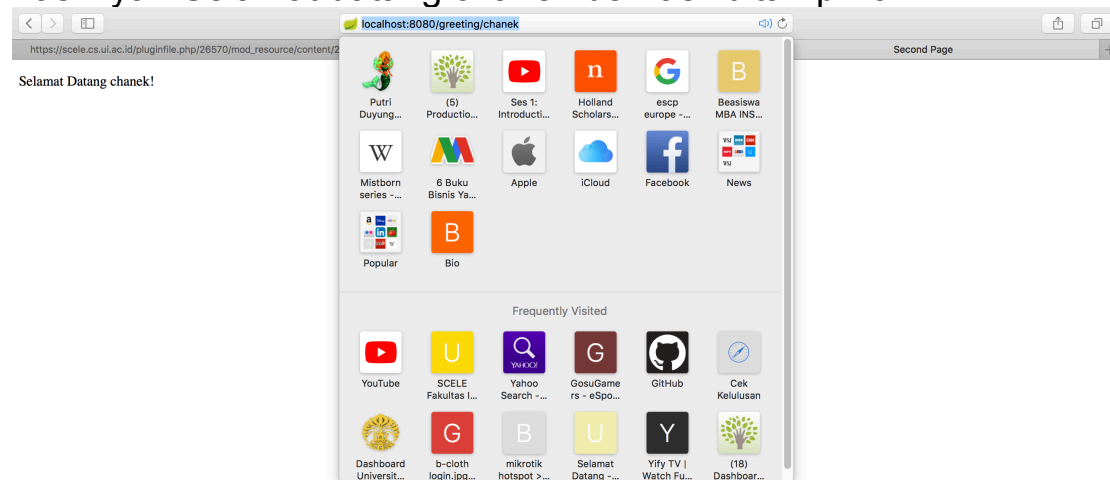 localhost:8080/greeting/chanek
https://scele.cs.ui.ac.id/pluginfile.php/26570/mod_resource/content/2
Second Page
Selamat Datang chanek!
n
B
Putri Duyung...
(5) Productio...
Ses 1: Introducti...
Holland Scholars...
escp europe -...
Beasiswa MBA INS...
W
Mistborn series -...
6 Buku Bisnis Ya...
Apple
iCloud
Facebook
News
B
Popular
Bio
Frequently Visited
U
YAHOO!
G
YouTube
SCELE Fakultas I...
Yahoo Search -...
GosuGame rs - eSpo...
GitHub
Cek Kelulusan
G
B
U
Y
Dashboard Universit...
b-cloth login.jpg...
mikrotik hotspot >...
Selamat Datang -...
Yify TV | Watch Fu...
(18) Dashboar...